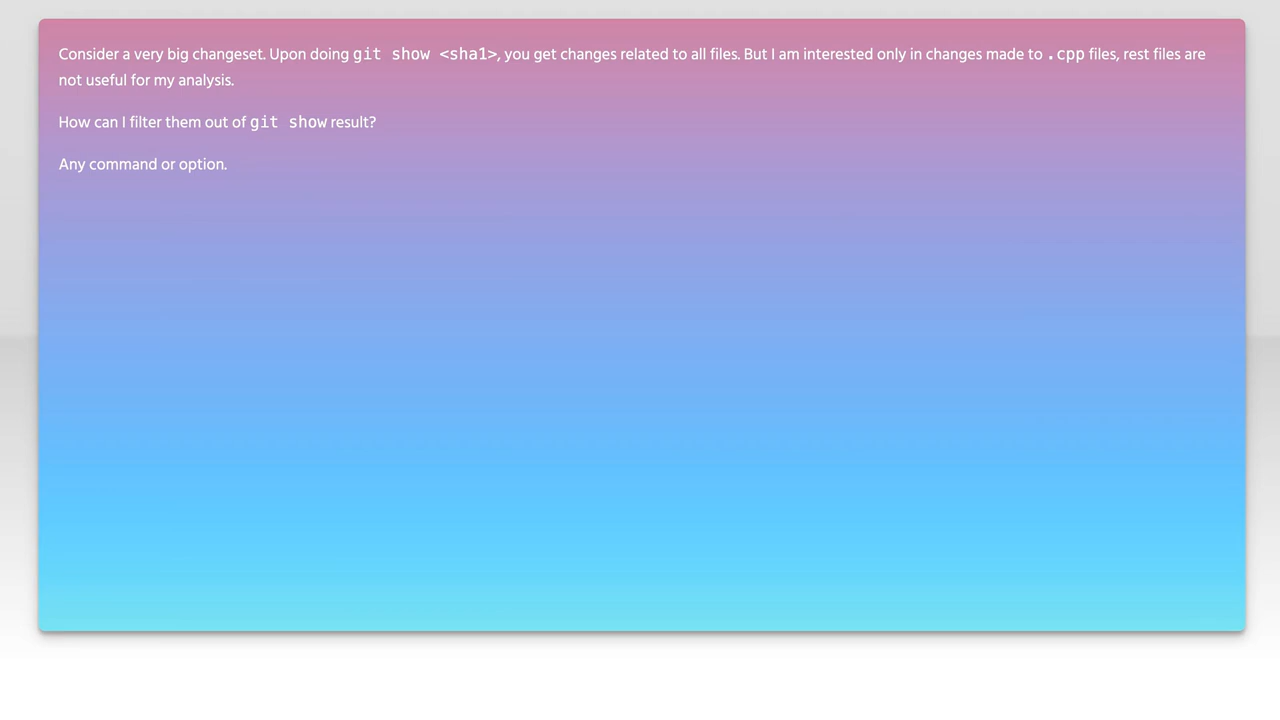 Consider a very big changeset. Upon doing git show <sha1>, you get changes related to all files. But I am interested only in changes made to .cpp files, rest files are
not useful for my analysis.
How can I filter them out of git show result?
Any command or option.